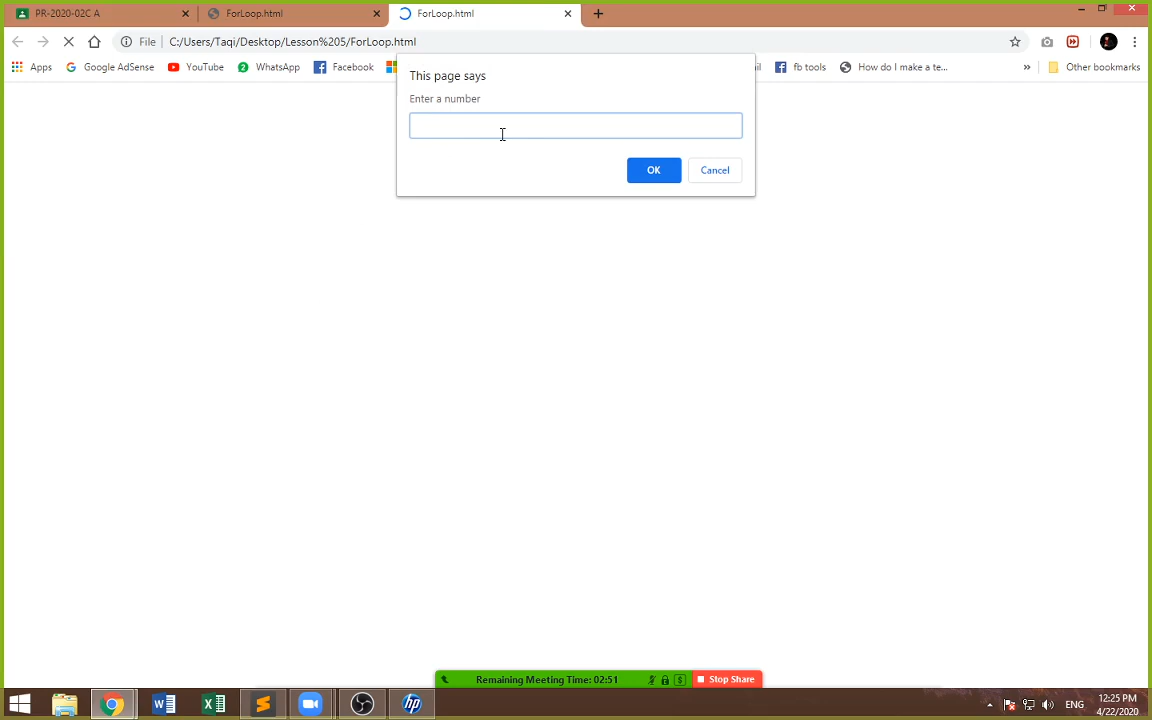 PR-2020-02C A
ForLoop.html
ForLoop.html
File
C:/Users/Taqi/Desktop/Lesson%205/ForLoop.html
Apps
Google AdSense
YouTube
2
WhatsApp
Facebook
fb tools
How do I make a te...
»
Other bookmarks
This page says
Enter a number
OK
Cancel
Remaining Meeting Time: 02:51
Stop Share
hp
ENG
12:25 PM
4/22/2020